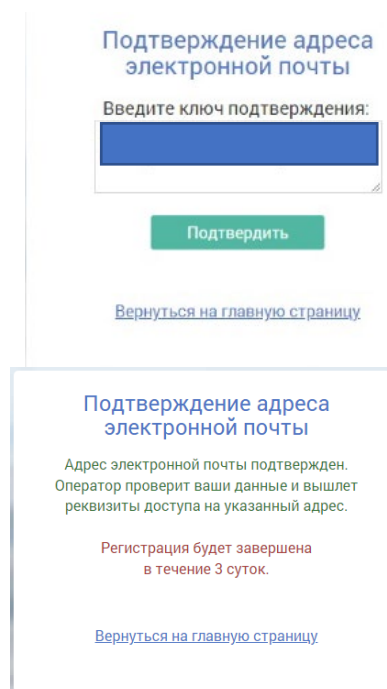 Подтверждение адреса
электронной почты
Введите ключ подтверждения:
Подтвердить
Вернуться на главную страницу
Подтверждение адреса
электронной почты
Адрес электронной почты подтвержден.
Оператор проверит ваши данные и вышлет
реквизиты доступа на указанный адрес.
Регистрация будет завершена
в течение 3 суток.
Вернуться на главную страницу